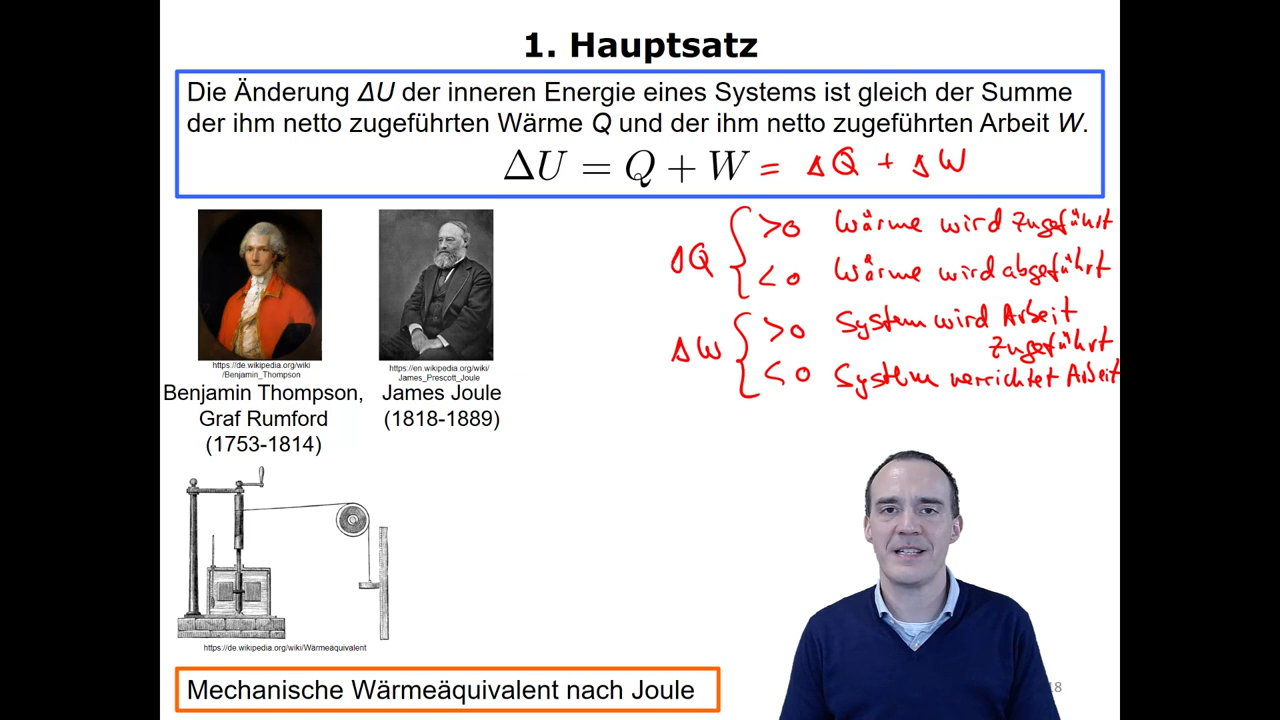 1. Hauptsatz
Die Änderung ΔU der inneren Energie eines Systems ist gleich der Summe
der ihm netto zugeführten Wärme Q und der ihm netto zugeführten Arbeit W.
ΔU = Q + W = ΔQ + ΔW
ΔQ { >0 Wärme wird zugeführt
<0 Wärme wird abgeführt
ΔW { >0 System wird Arbeit
zugeführt
<0 System verrichtet Arbeit
https://de.wikipedia.org/wiki
/Benjamin_Thompson
Benjamin Thompson,
Graf Rumford
(1753-1814)
https://en.wikipedia.org/wiki/
James_Prescott_Joule
James Joule
(1818-1889)
https://de.wikipedia.org/wiki/Wärmeäquivalent
Mechanische Wärmeäquivalent nach Joule
18